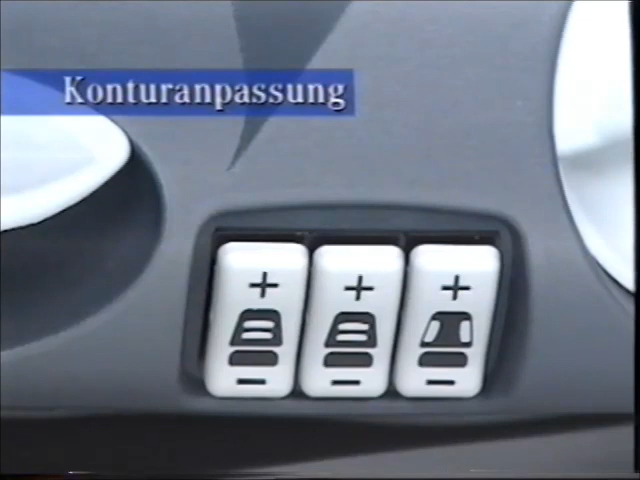 Konturanpassung
+ + +
- - -